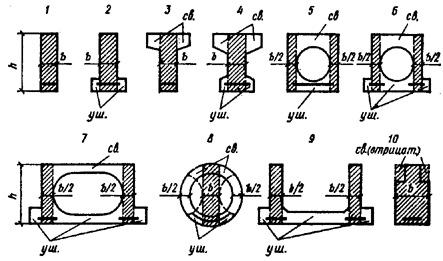 1 2 3 4 5 6
св. св. св св.
h b b b b b/2 b/2 b/2 b/2
уш. уш. уш. уш. уш.
7 8 9 10
св. св. св.(отрицат)
h b/2 b/2 b/2 b b/2 b/2 b/2 b
уш. уш.